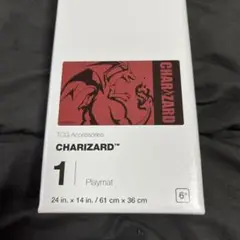 CHARIZARD
TCG Accessories
CHARIZARD™
1 Playmat
24 in. x 14 in. / 61 cm x 36 cm
6+